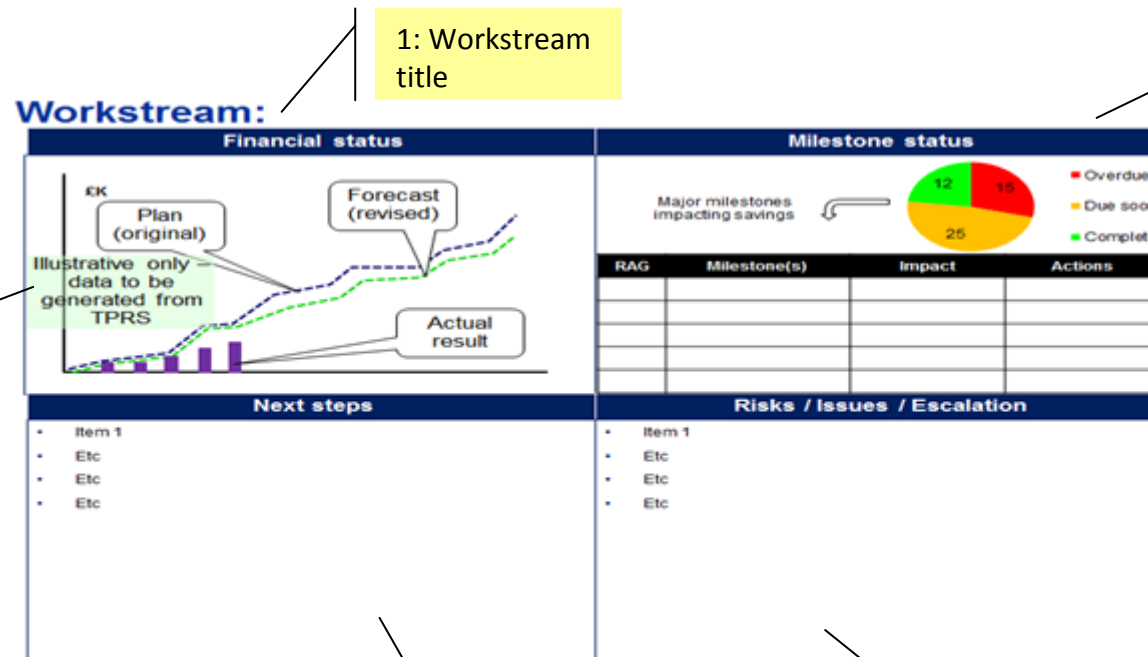 1: Workstream
title
Workstream:
Financial status
£K
Plan
(original)
Forecast
(revised)
Illustrative only –
data to be
generated from
TPRS
Actual
result
Milestone status
Major milestones
impacting savings
12
15
25
Overdue
Due soo
Complet
RAG Milestone(s) Impact Actions
Next steps
▪ Item 1
▪ Etc
▪ Etc
▪ Etc
Risks / Issues / Escalation
▪ Item 1
▪ Etc
▪ Etc
▪ Etc